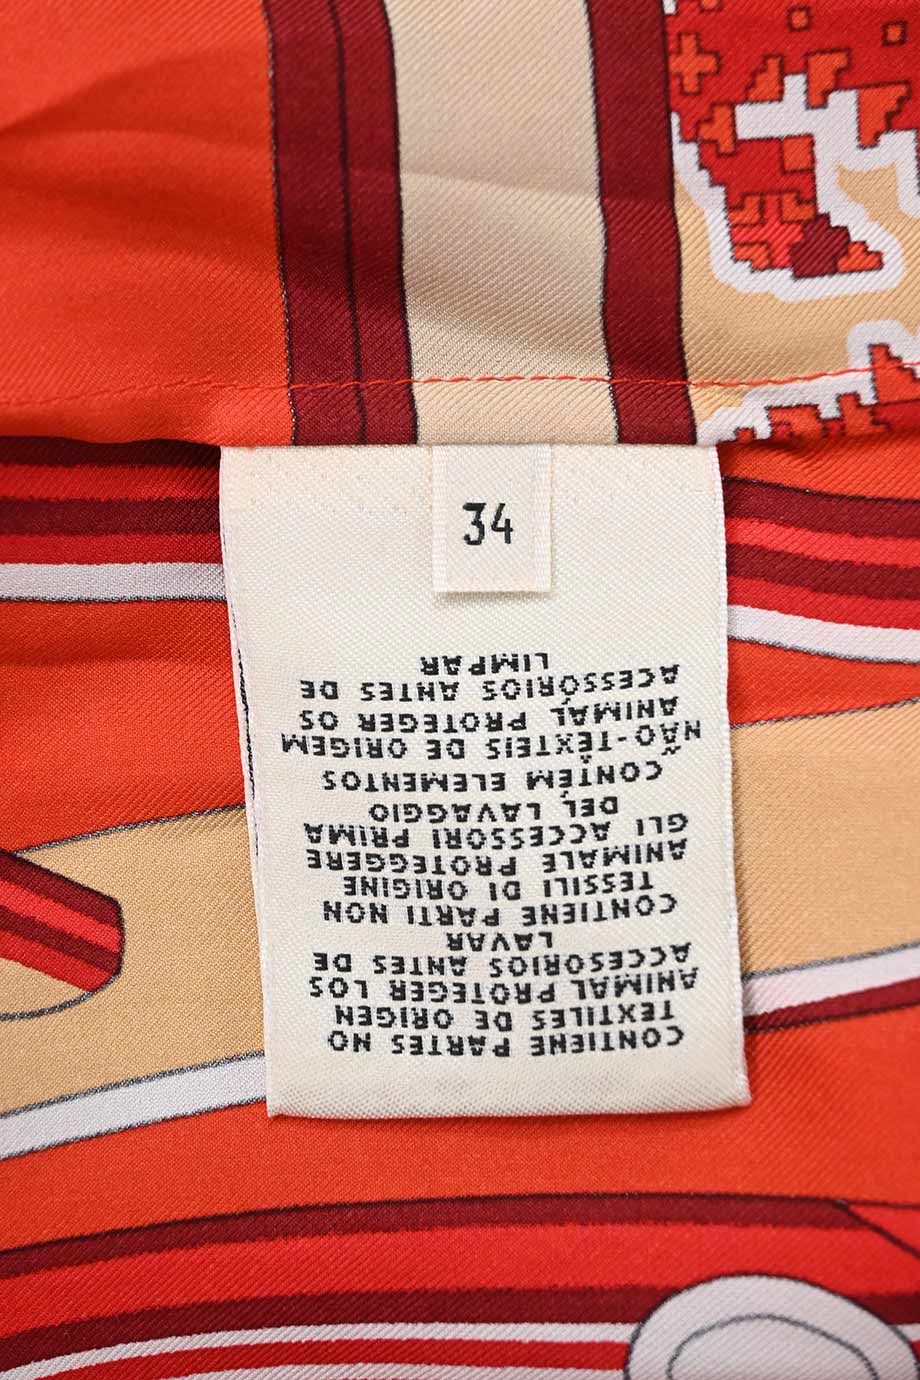 34
CONTIENE PARTES NO
TEXTILES DE ORIGEN
ANIMAL PROTEGER LOS
ACCESORIOS ANTES DE
LAVAR
CONTIENE PARTI NON
TESSILI DI ORIGINE
ANIMALE PROTEGGERE
GLI ACCESSORI PRIMA
DEL LAVAGGIO
CONTÉM ELEMENTOS
NÃO-TÊXTEIS DE ORIGEM
ANIMAL PROTEGER OS
ACESSÓRIOS ANTES DE
LIMPAR